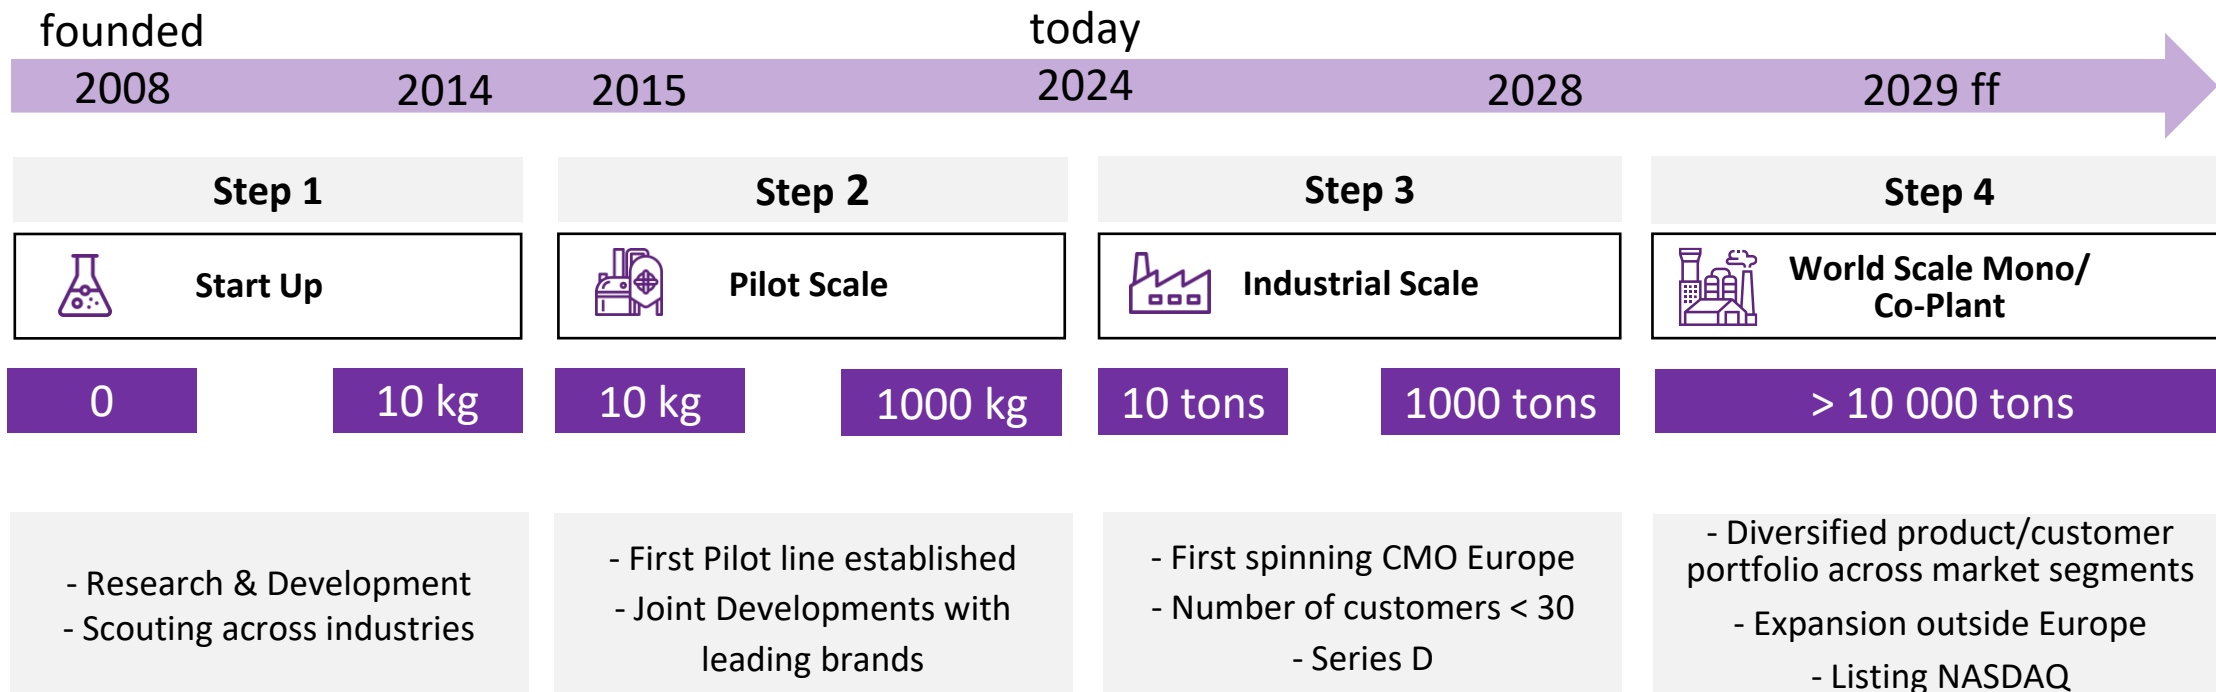 founded
today
2008
2014
2015
2024
2028
2029 ff
Step 1
Step 2
Step 3
Step 4
Start Up
Pilot Scale
Industrial Scale
World Scale Mono/
Co-Plant
0
10 kg
10 kg
1000 kg
10 tons
1000 tons
> 10 000 tons
- Research & Development
- Scouting across industries
- First Pilot line established
- Joint Developments with
leading brands
- First spinning CMO Europe
- Number of customers < 30
- Series D
- Diversified product/customer
portfolio across market segments
- Expansion outside Europe
- Listing NASDAQ